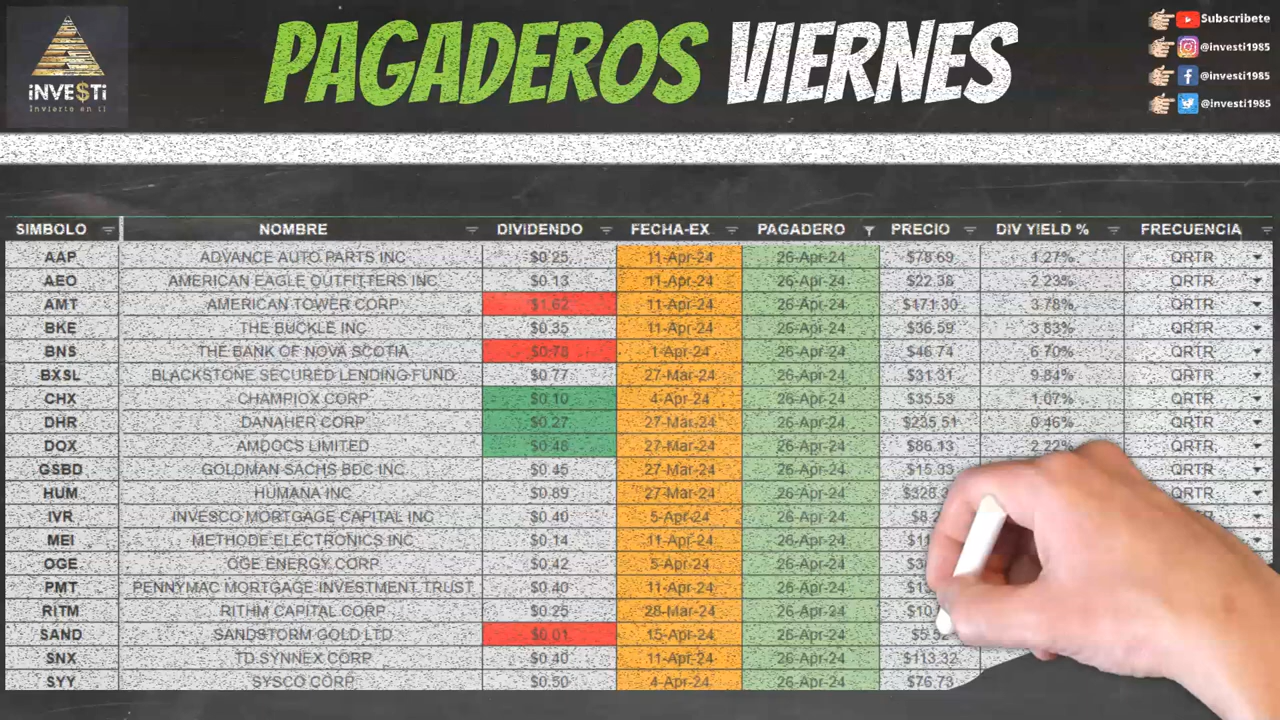 PAGADEROS VIERNES
INVE$Ti
Invierte en ti
Subscribete
@investi1985
@investi1985
@investi1985
SIMBOLO NOMBRE DIVIDENDO FECHA-EX PAGADERO PRECIO DIV YIELD % FRECUENCIA
AAP ADVANCE AUTO PARTS INC $0.25 11-Apr-24 26-Apr-24 $78.69 1.27% QRTR
AEO AMERICAN EAGLE OUTFITTERS INC $0.13 11-Apr-24 26-Apr-24 $22.38 2.23% QRTR
AMT AMERICAN TOWER CORP $1.62 11-Apr-24 26-Apr-24 $171.30 3.78% QRTR
BKE THE BUCKLE INC $0.35 11-Apr-24 26-Apr-24 $36.59 3.83% QRTR
BNS THE BANK OF NOVA SCOTIA $0.78 1-Apr-24 26-Apr-24 $46.74 6.70% QRTR
BXSL BLACKSTONE SECURED LENDING FUND $0.77 27-Mar-24 26-Apr-24 $31.31 9.84% QRTR
CHX CHAMPIOX CORP $0.10 4-Apr-24 26-Apr-24 $35.53 1.07% QRTR
DHR DANAHER CORP $0.27 27-Mar-24 26-Apr-24 $235.51 0.46% QRTR
DOX AMDOCS LIMITED $0.48 27-Mar-24 26-Apr-24 $86.13 2.22% QRTR
GSBD GOLDMAN SACHS BDC INC $0.45 27-Mar-24 26-Apr-24 $15.33 QRTR
HUM HUMANA INC $0.89 27-Mar-24 26-Apr-24 QRTR
IVR INVESCO MORTGAGE CAPITAL INC $0.40 5-Apr-24 26-Apr-24 QRTR
MEI METHODE ELECTRONICS INC $0.14 11-Apr-24 26-Apr-24
OGE OGE ENERGY CORP $0.42 5-Apr-24 26-Apr-24
PMT PENNYMAC MORTGAGE INVESTMENT TRUST $0.40 11-Apr-24 26-Apr-24
RITM RITHM CAPITAL CORP $0.25 28-Mar-24 26-Apr-24
SAND SANDSTORM GOLD LTD $0.01 15-Apr-24 26-Apr-24 $5.52
SNX TD SYNNEX CORP $0.40 11-Apr-24 26-Apr-24 $113.32
SYY SYSCO CORP $0.50 4-Apr-24 26-Apr-24 $76.73